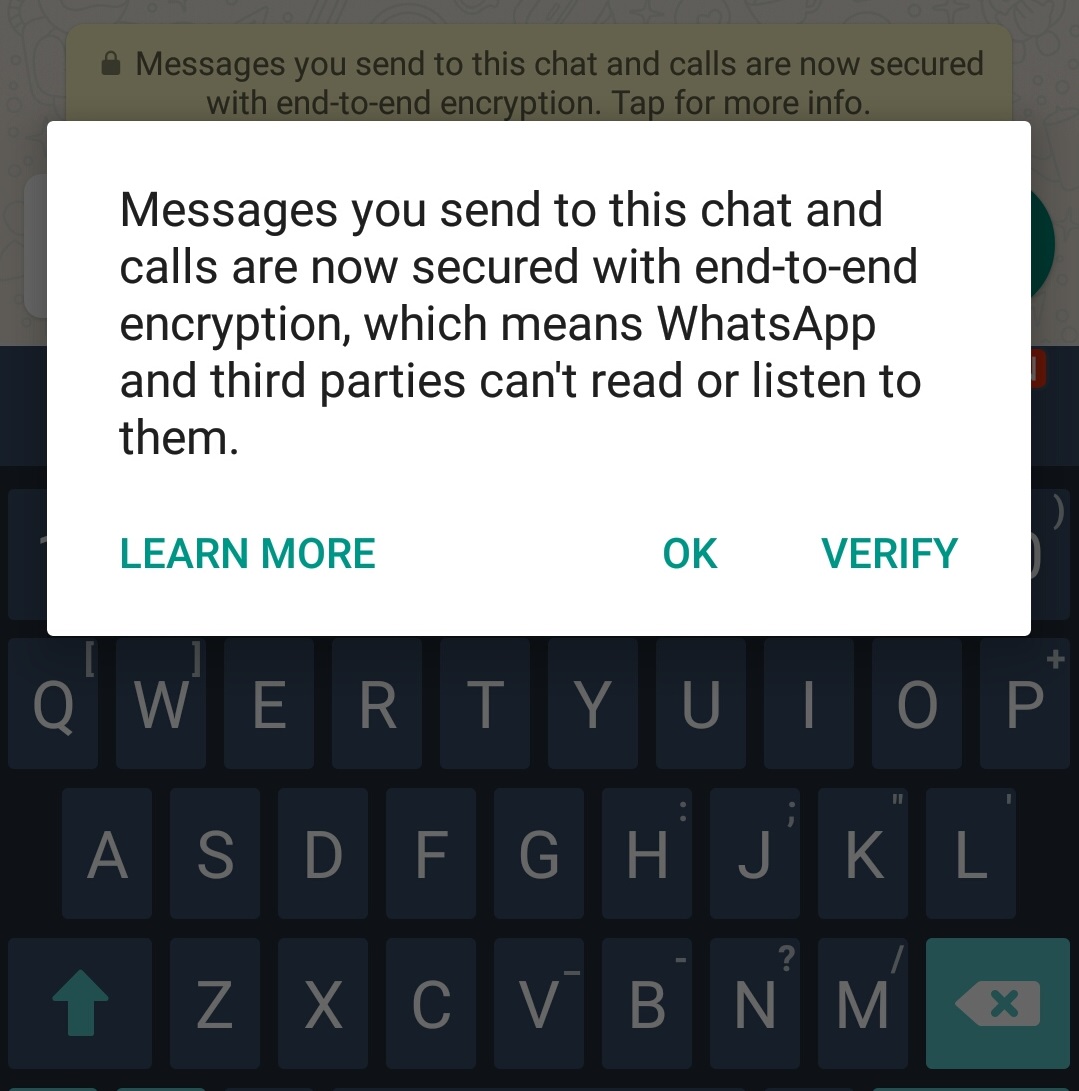 Messages you send to this chat and calls are now secured
with end-to-end encryption. Tap for more info.
Messages you send to this chat and
calls are now secured with end-to-end
encryption, which means WhatsApp
and third parties can't read or listen to
them.
LEARN MORE OK VERIFY
)
[ ] +
Q W E R T Y U I O P
: ; " '
A S D F G H J K L
_ - ? /
Z X C V B N M